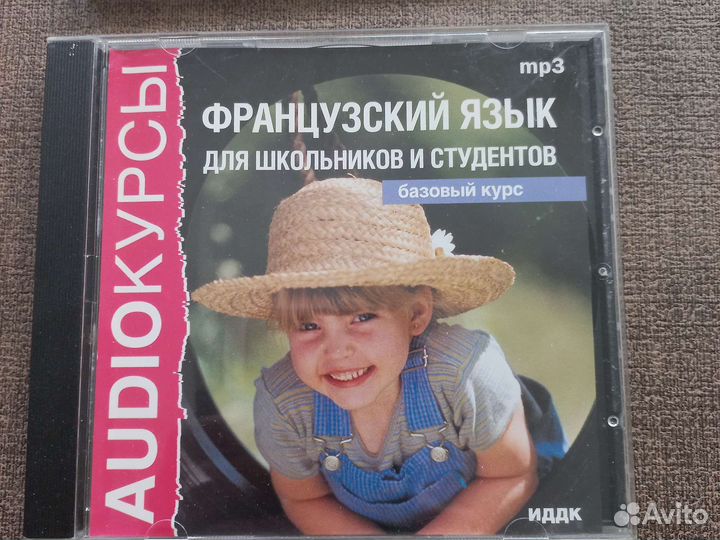 AUDIOКУРСЫ
mp3
ФРАНЦУЗСКИЙ ЯЗЫК
ДЛЯ ШКОЛЬНИКОВ И СТУДЕНТОВ
базовый курс
ИДДК
Avito